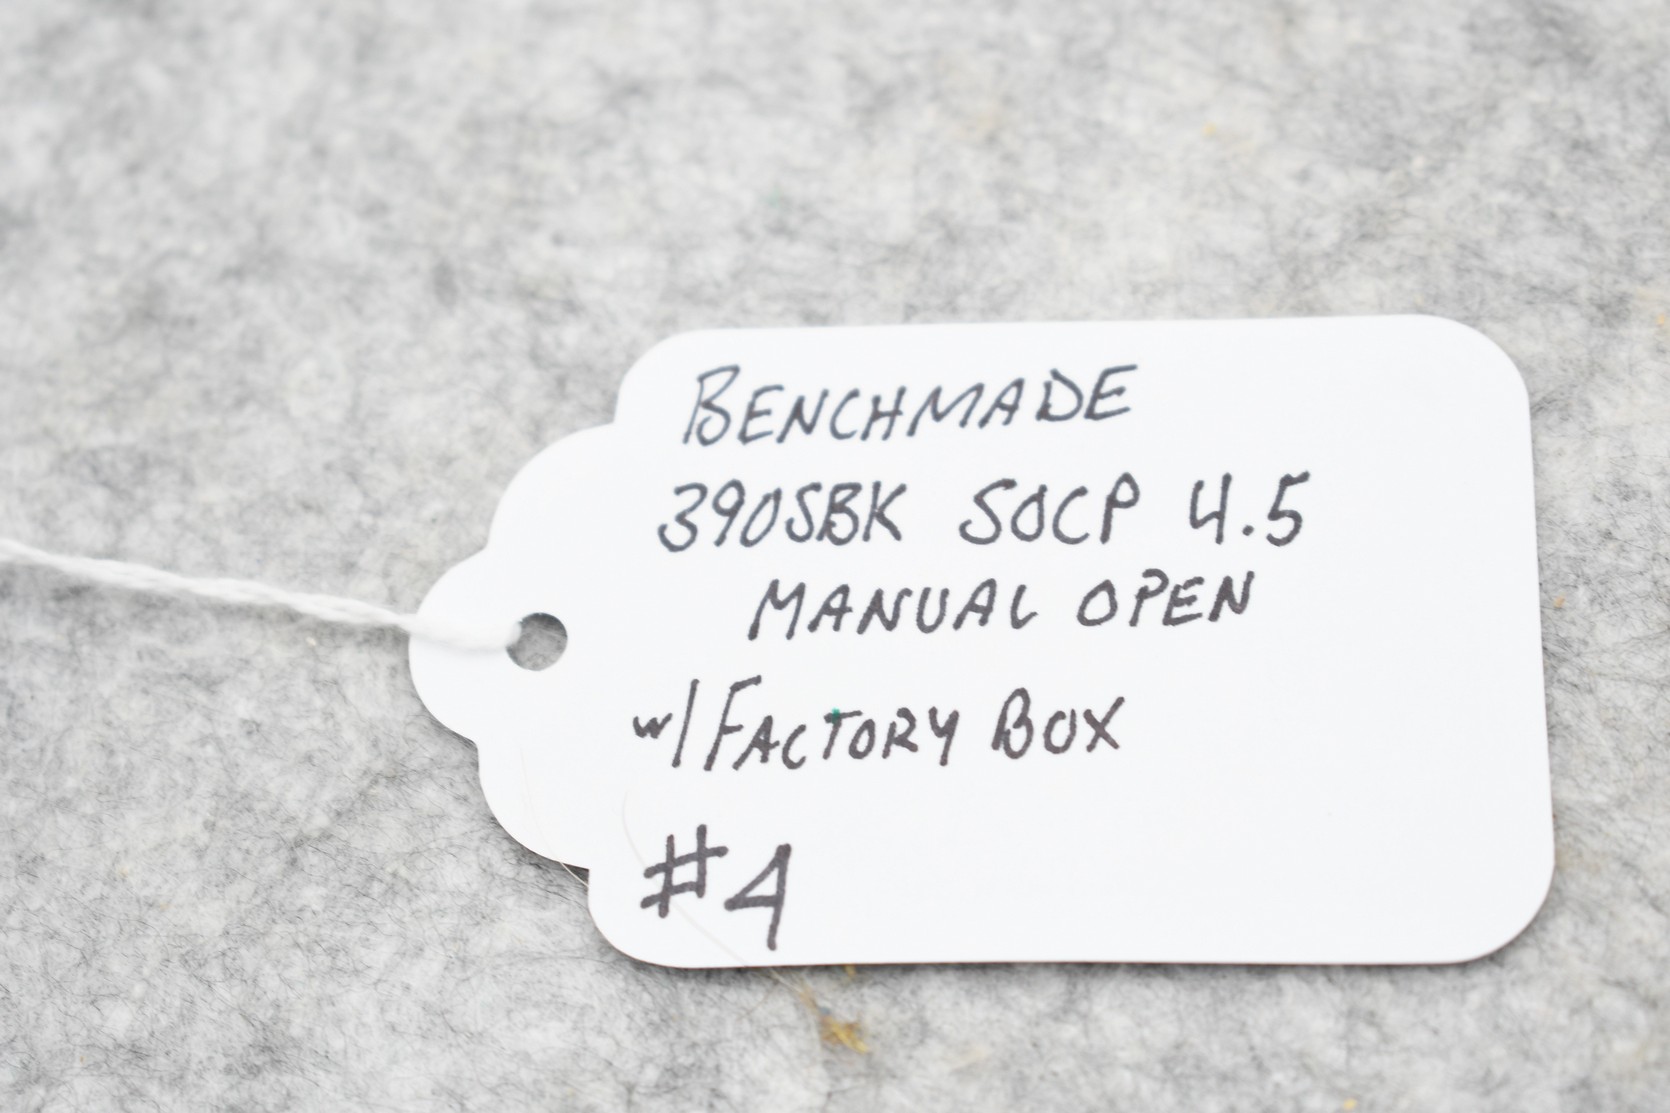 BENCHMADE
390SBK SOCP 4.5
MANUAL OPEN
w/ FACTORY BOX
#4